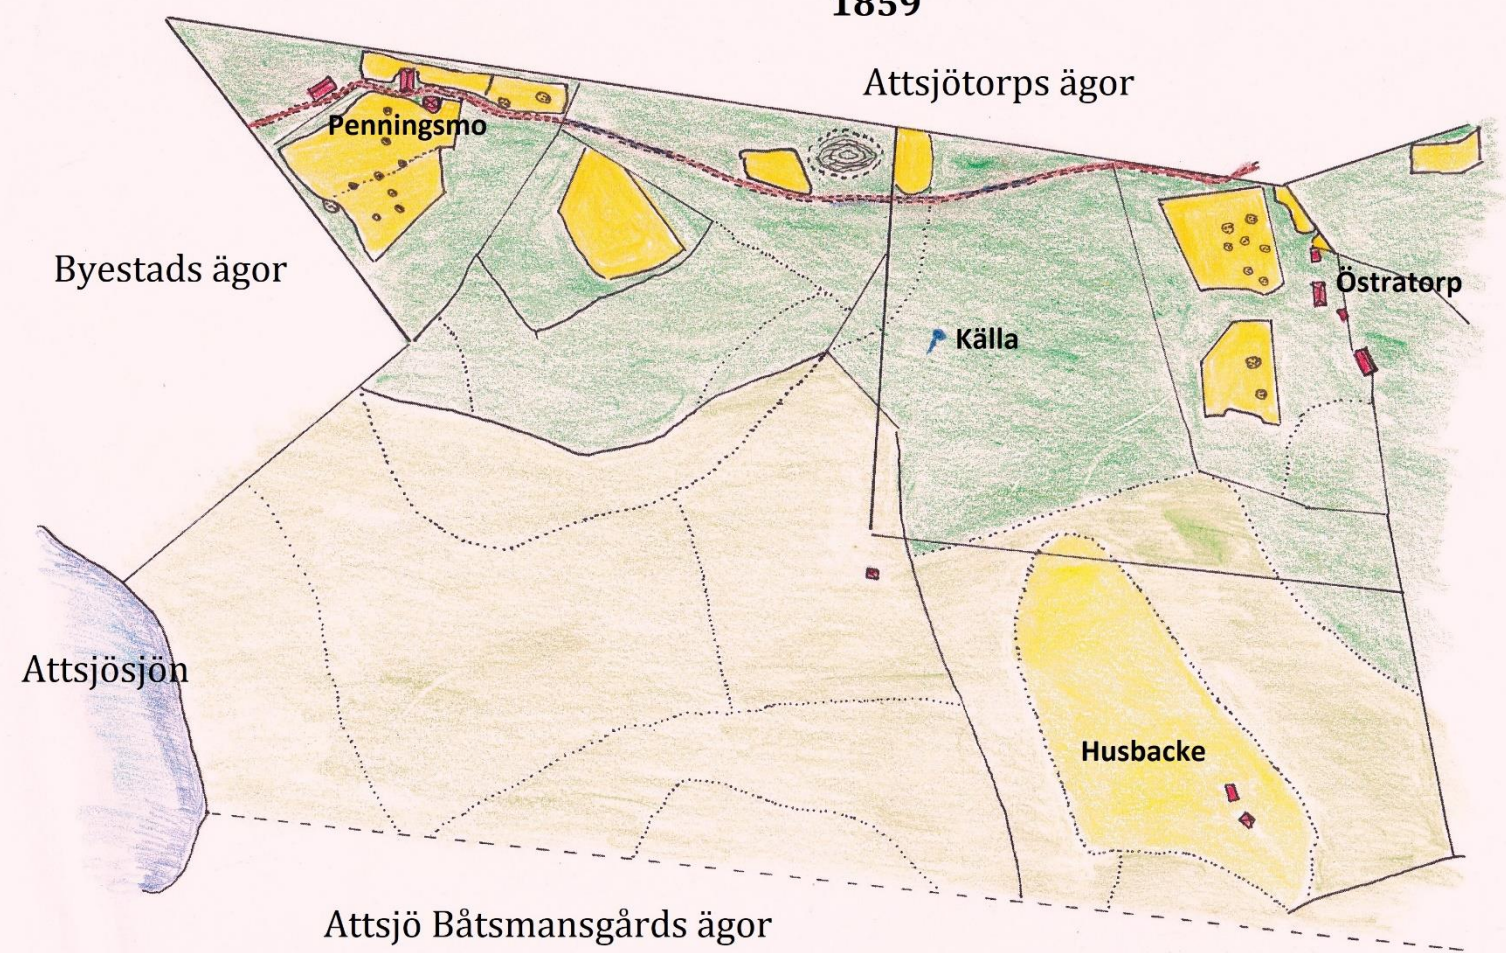 1859
Attsjötorps ägor
Penningsmo
Byestads ägor
Östratorp
Källa
Attsjösjön
Husbacke
Attsjö Båtsmansgårds ägor